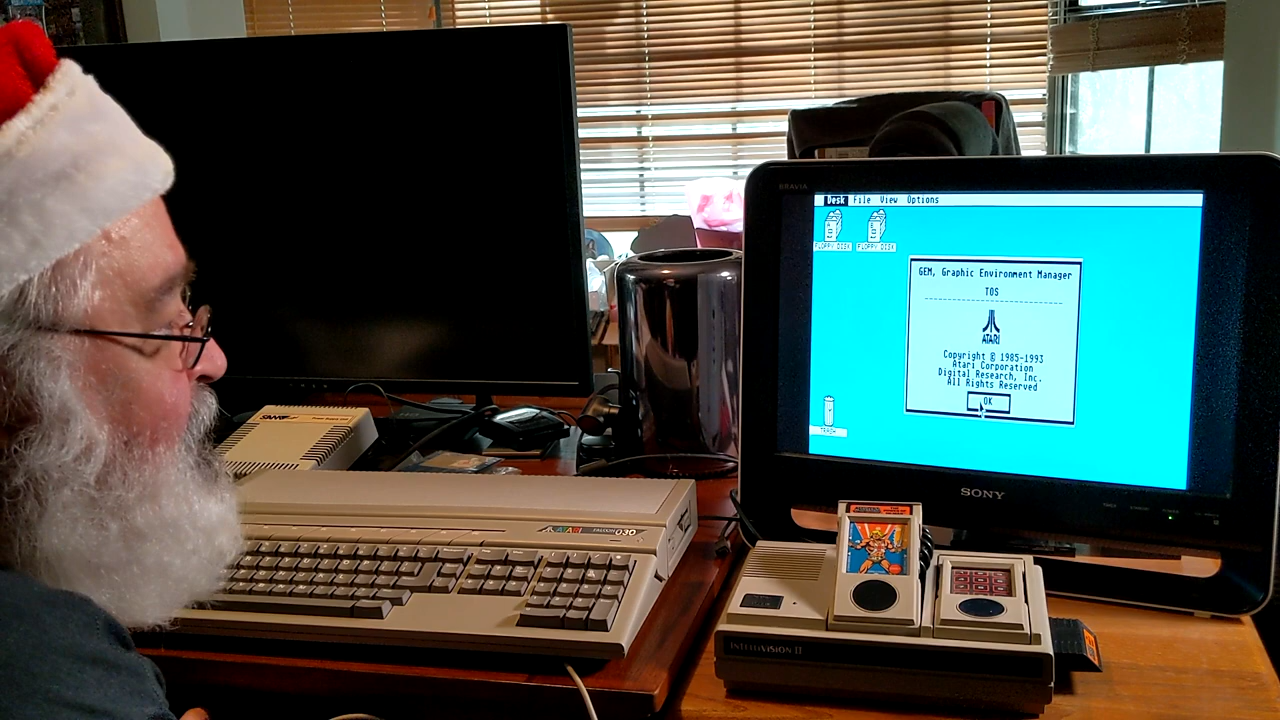 BRAVIA
Desk File View Options
FLOPPY DISK FLOPPY DISK
GEM, Graphic Environment Manager
TOS
ATARI
Copyright © 1985-1993
Atari Corporation
Digital Research, Inc.
All Rights Reserved
OK
TRASH
SONY
ATARI FALCON 030
INTELLIVISION II